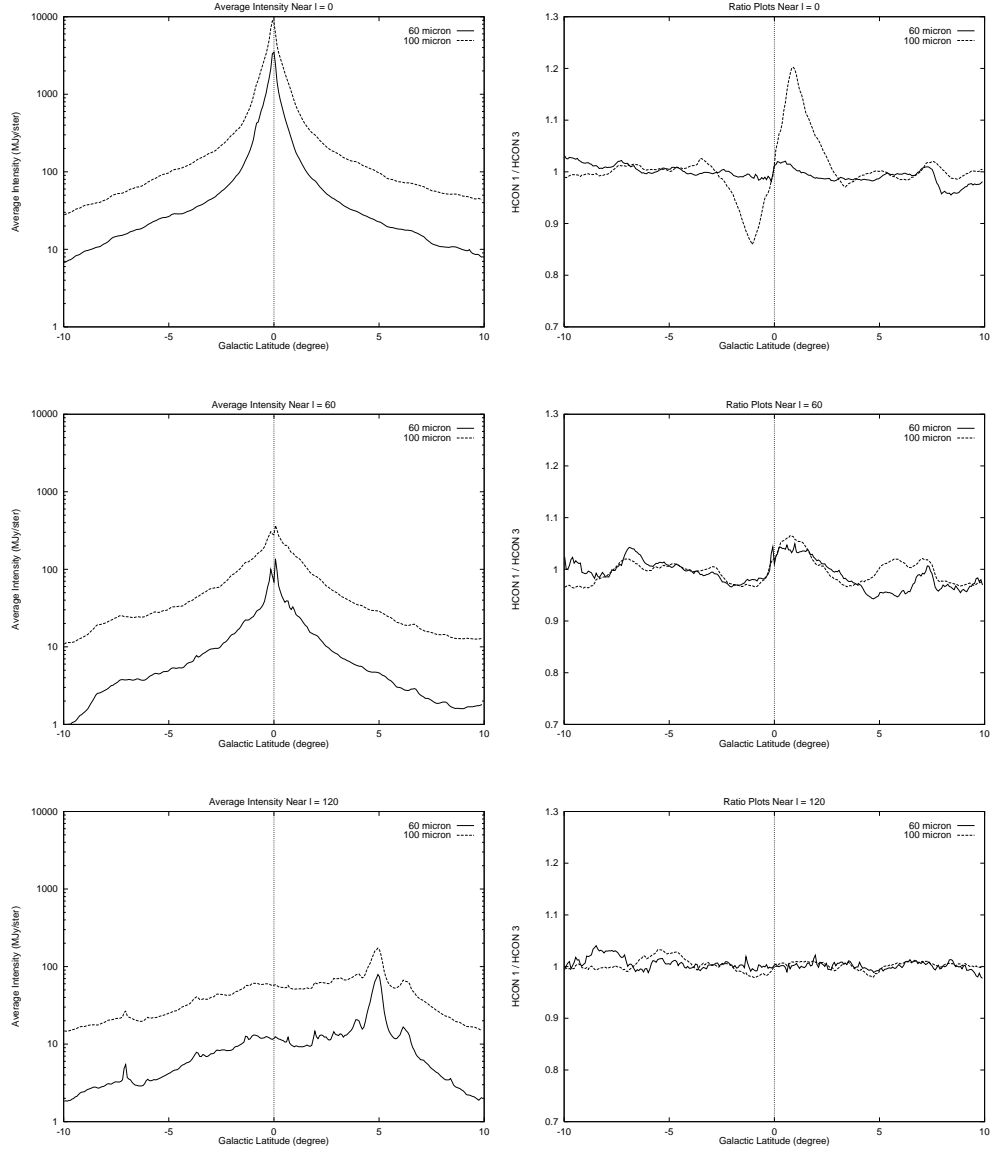 Average Intensity Near l = 0
Average Intensity (MJy/ster)
10000
1000
100
10
1
-10
-5
0
5
10
Galactic Latitude (degree)
60 micron
100 micron
Ratio Plots Near l = 0
HCON 1 / HCON 3
1.3
1.2
1.1
1
0.9
0.8
0.7
-10
-5
0
5
10
Galactic Latitude (degree)
60 micron
100 micron
Average Intensity Near l = 60
Average Intensity (MJy/ster)
10000
1000
100
10
1
-10
-5
0
5
10
Galactic Latitude (degree)
60 micron
100 micron
Ratio Plots Near l = 60
HCON 1 / HCON 3
1.3
1.2
1.1
1
0.9
0.8
0.7
-10
-5
0
5
10
Galactic Latitude (degree)
60 micron
100 micron
Average Intensity Near l = 120
Average Intensity (MJy/ster)
10000
1000
100
10
1
-10
-5
0
5
10
Galactic Latitude (degree)
60 micron
100 micron
Ratio Plots Near l = 120
HCON 1 / HCON 3
1.3
1.2
1.1
1
0.9
0.8
0.7
-10
-5
0
5
10
Galactic Latitude (degree)
60 micron
100 micron